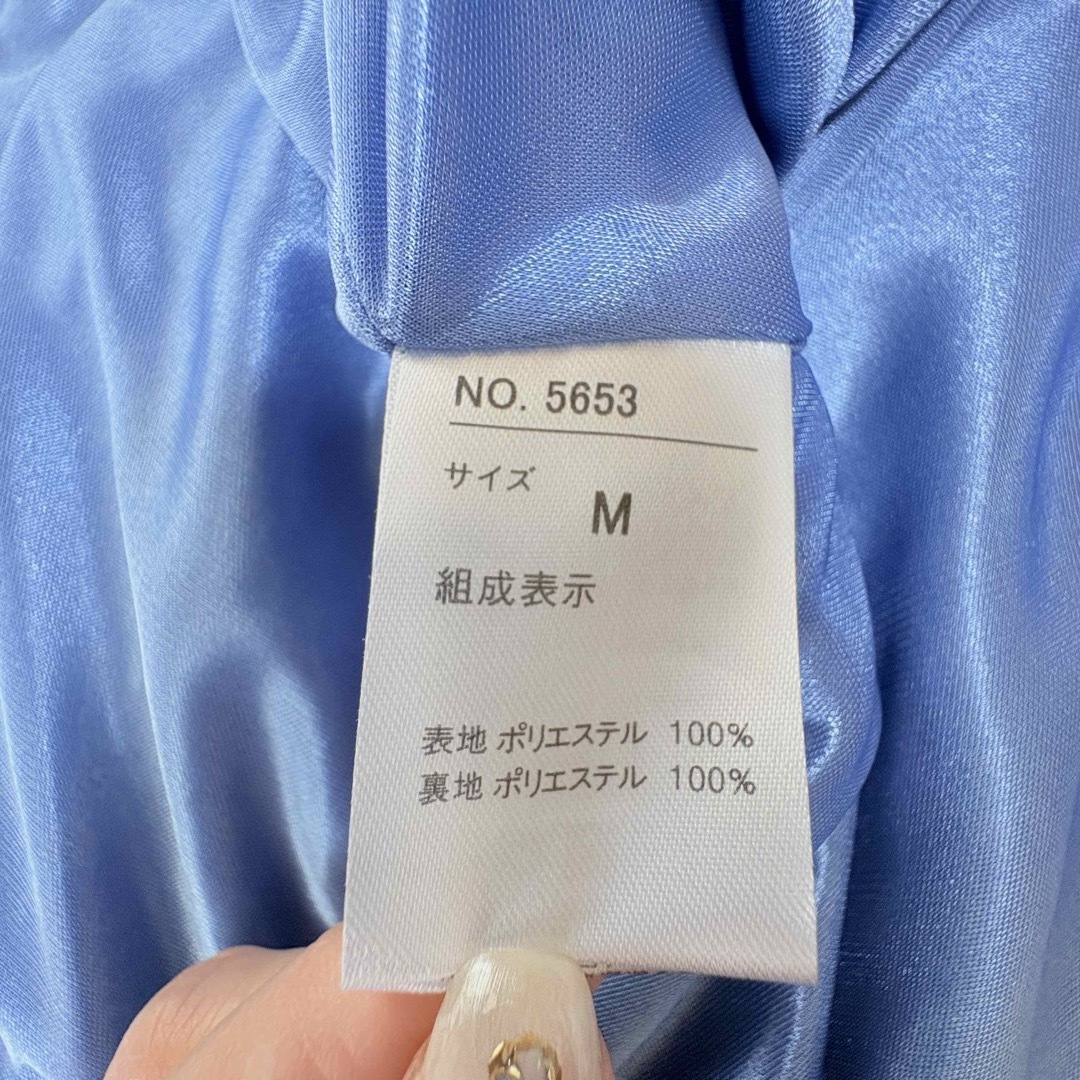 NO. 5653
サイズ
M
組成表示
表地 ポリエステル 100%
裏地 ポリエステル 100%